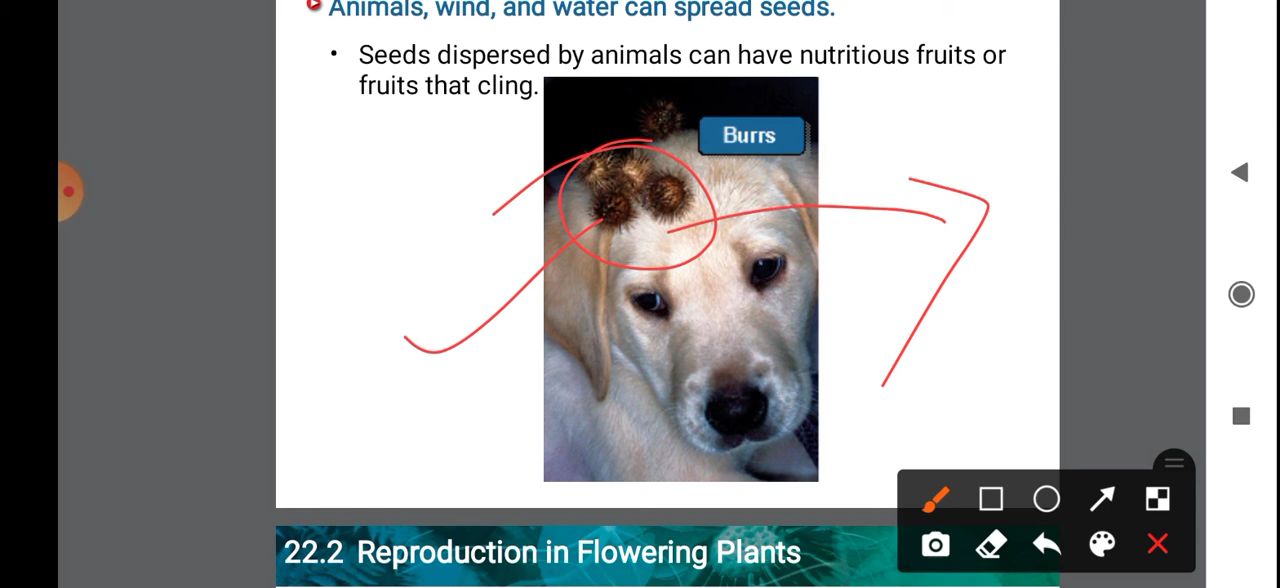 Animals, wind, and water can spread seeds.
• Seeds dispersed by animals can have nutritious fruits or
fruits that cling.
Burrs
22.2 Reproduction in Flowering Plants